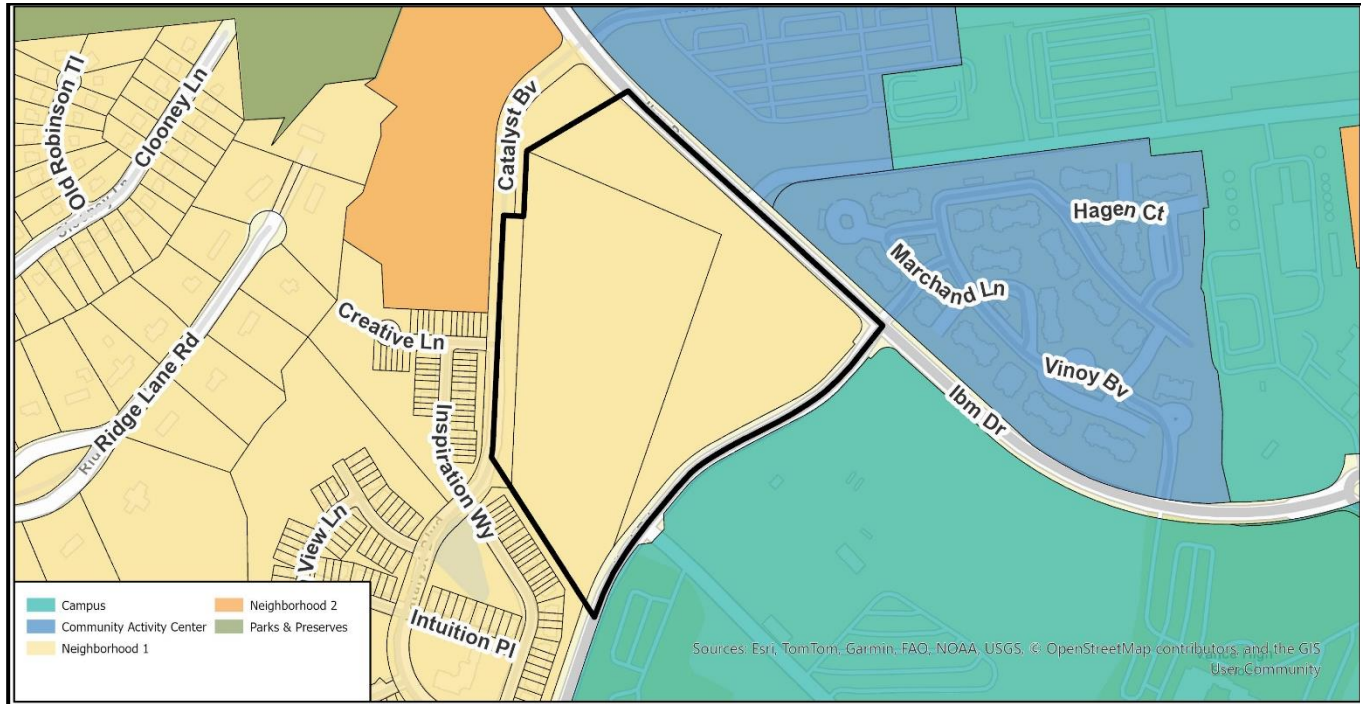 Old Robinson Tl
Clooney Ln
Catalyst Bv
Hagen Ct
Marchand Ln
Creative Ln
Ridge Lane Rd
Vinoy Bv
Ibm Dr
Inspiration Wy
View Ln
Intuition Pl
Campus
Community Activity Center
Neighborhood 1
Neighborhood 2
Parks & Preserves
Sources: Esri, TomTom, Garmin, FAO, NOAA, USGS, © OpenStreetMap contributors, and the GIS
User Community